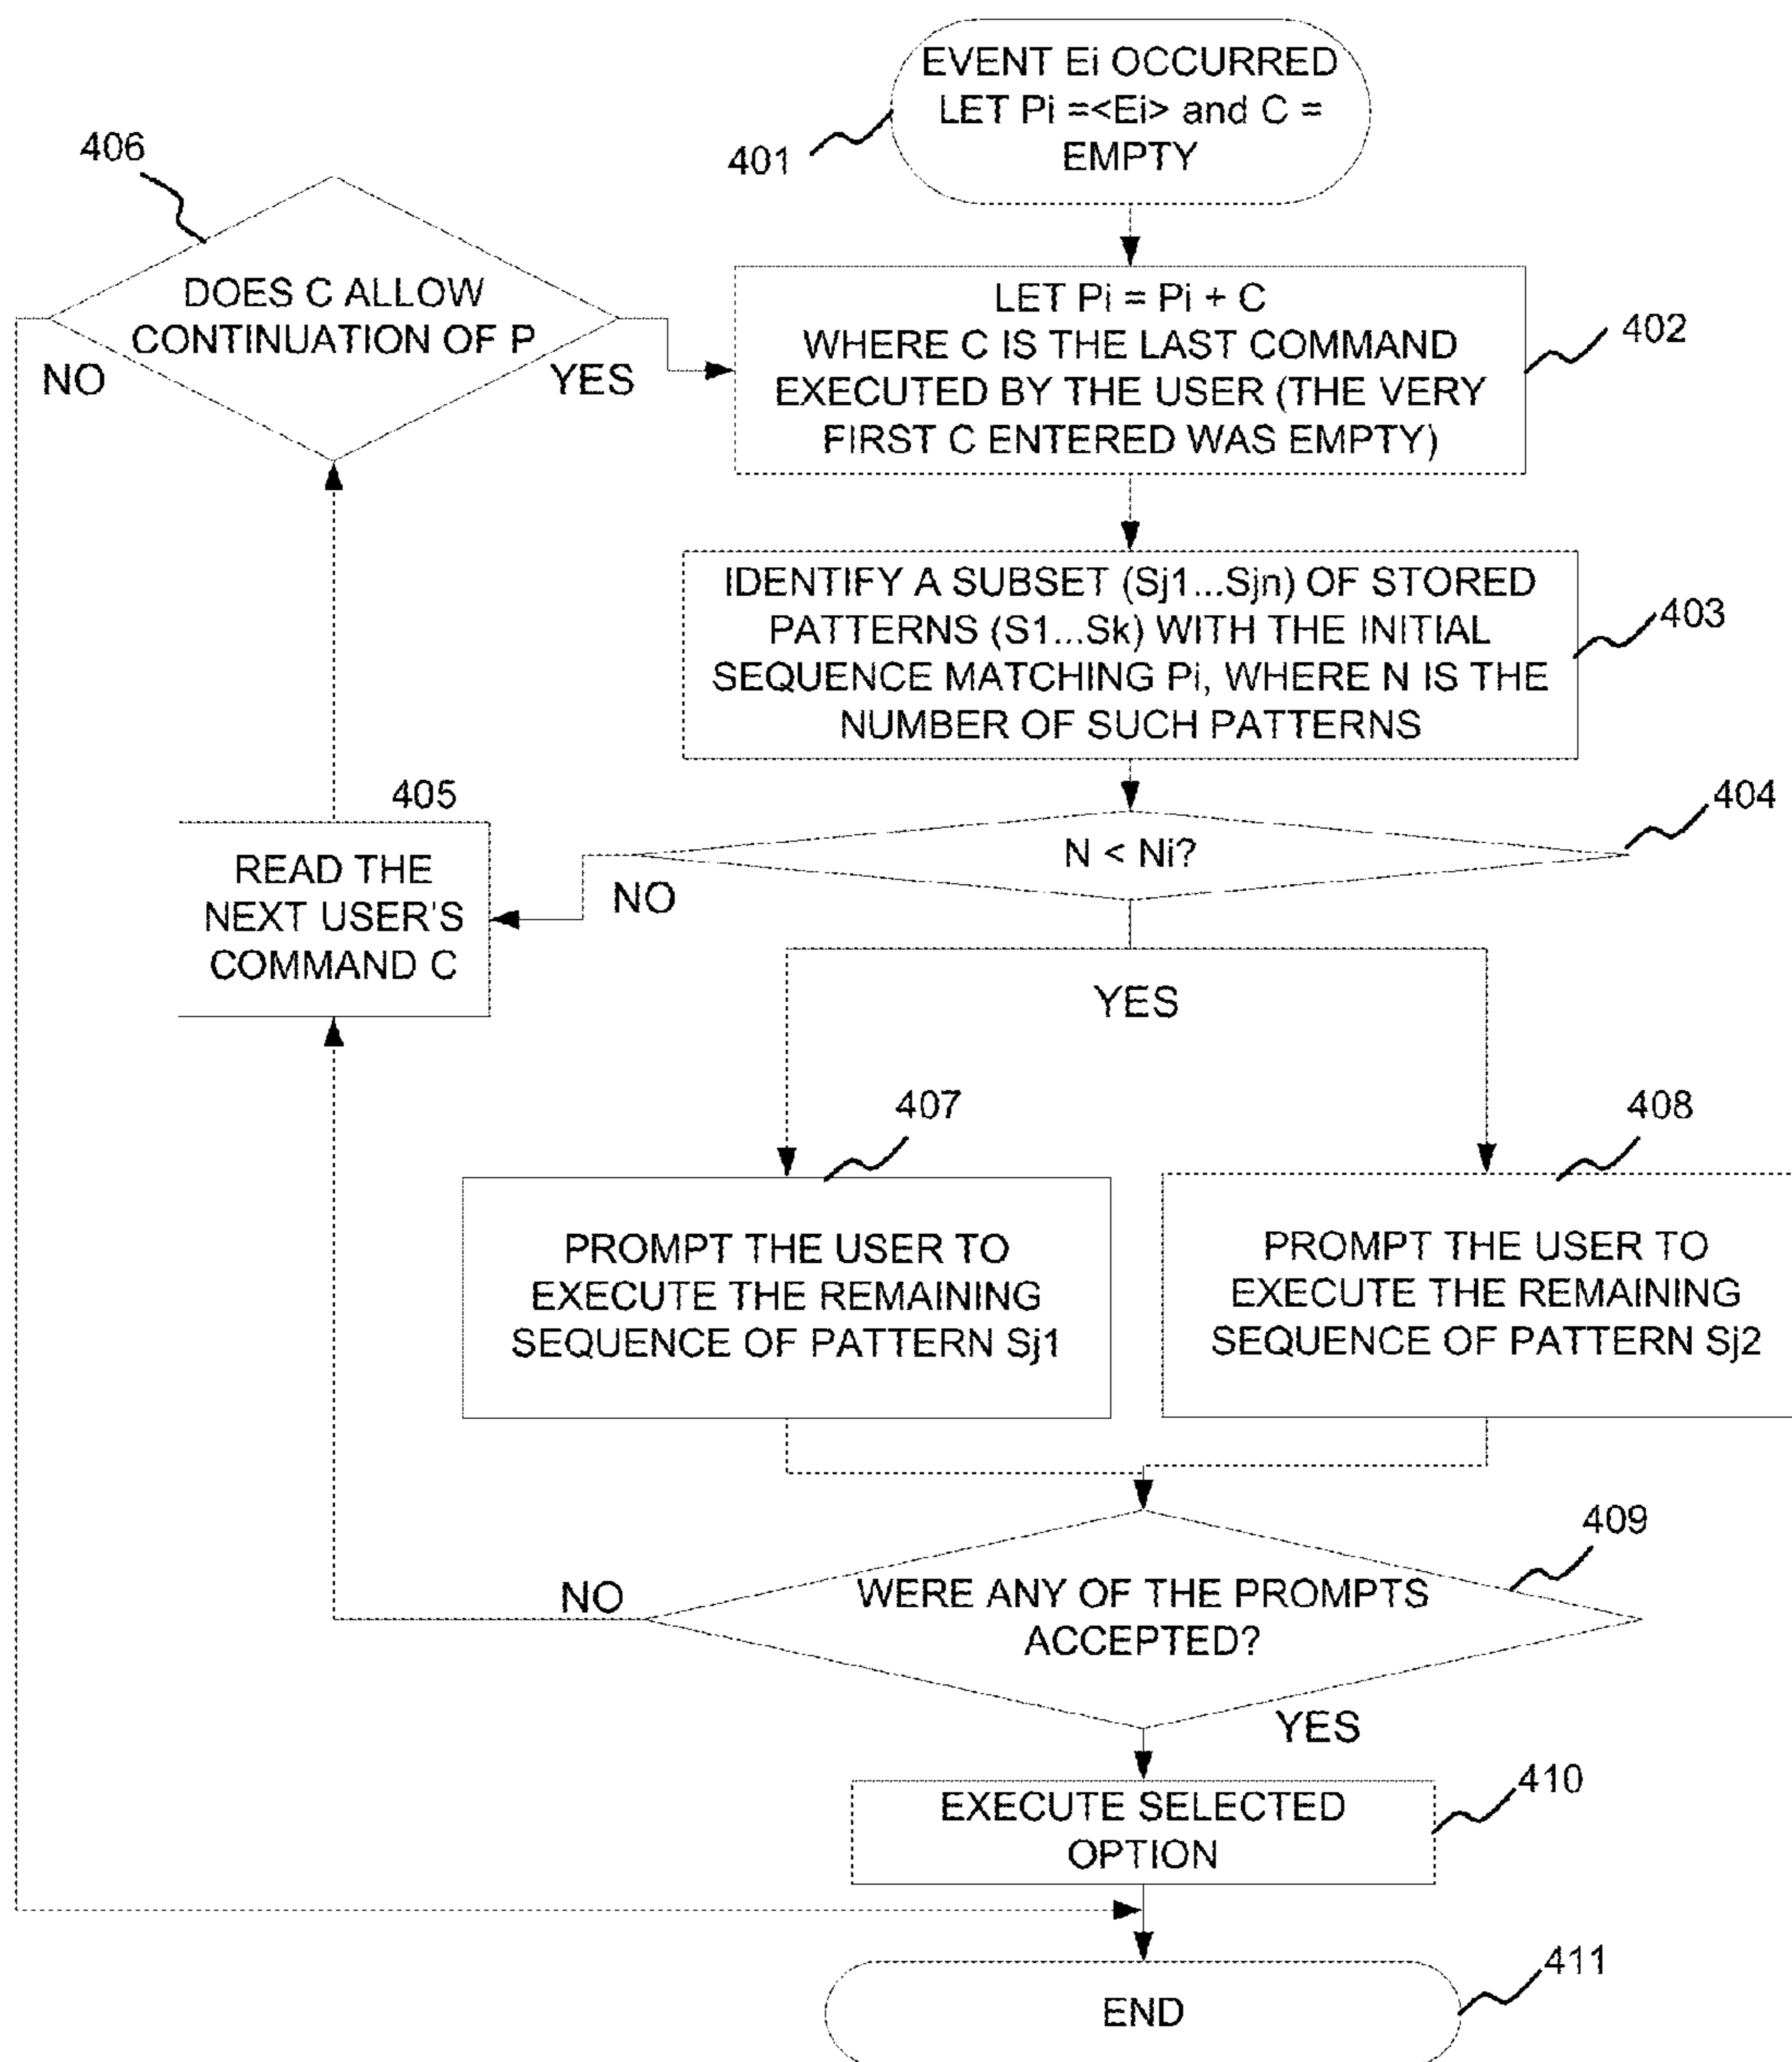 EVENT Ei OCCURRED
LET Pi =<Ei> and C =
EMPTY
401
406
DOES C ALLOW
CONTINUATION OF P
NO
YES
LET Pi = Pi + C
WHERE C IS THE LAST COMMAND
EXECUTED BY THE USER (THE VERY
FIRST C ENTERED WAS EMPTY)
402
IDENTIFY A SUBSET (Sj1...Sjn) OF STORED
PATTERNS (S1...Sk) WITH THE INITIAL
SEQUENCE MATCHING Pi, WHERE N IS THE
NUMBER OF SUCH PATTERNS
403
N < Ni?
404
NO
405
READ THE
NEXT USER'S
COMMAND C
YES
407
PROMPT THE USER TO
EXECUTE THE REMAINING
SEQUENCE OF PATTERN Sj1
408
PROMPT THE USER TO
EXECUTE THE REMAINING
SEQUENCE OF PATTERN Sj2
WERE ANY OF THE PROMPTS
ACCEPTED?
409
NO
YES
EXECUTE SELECTED
OPTION
410
END
411